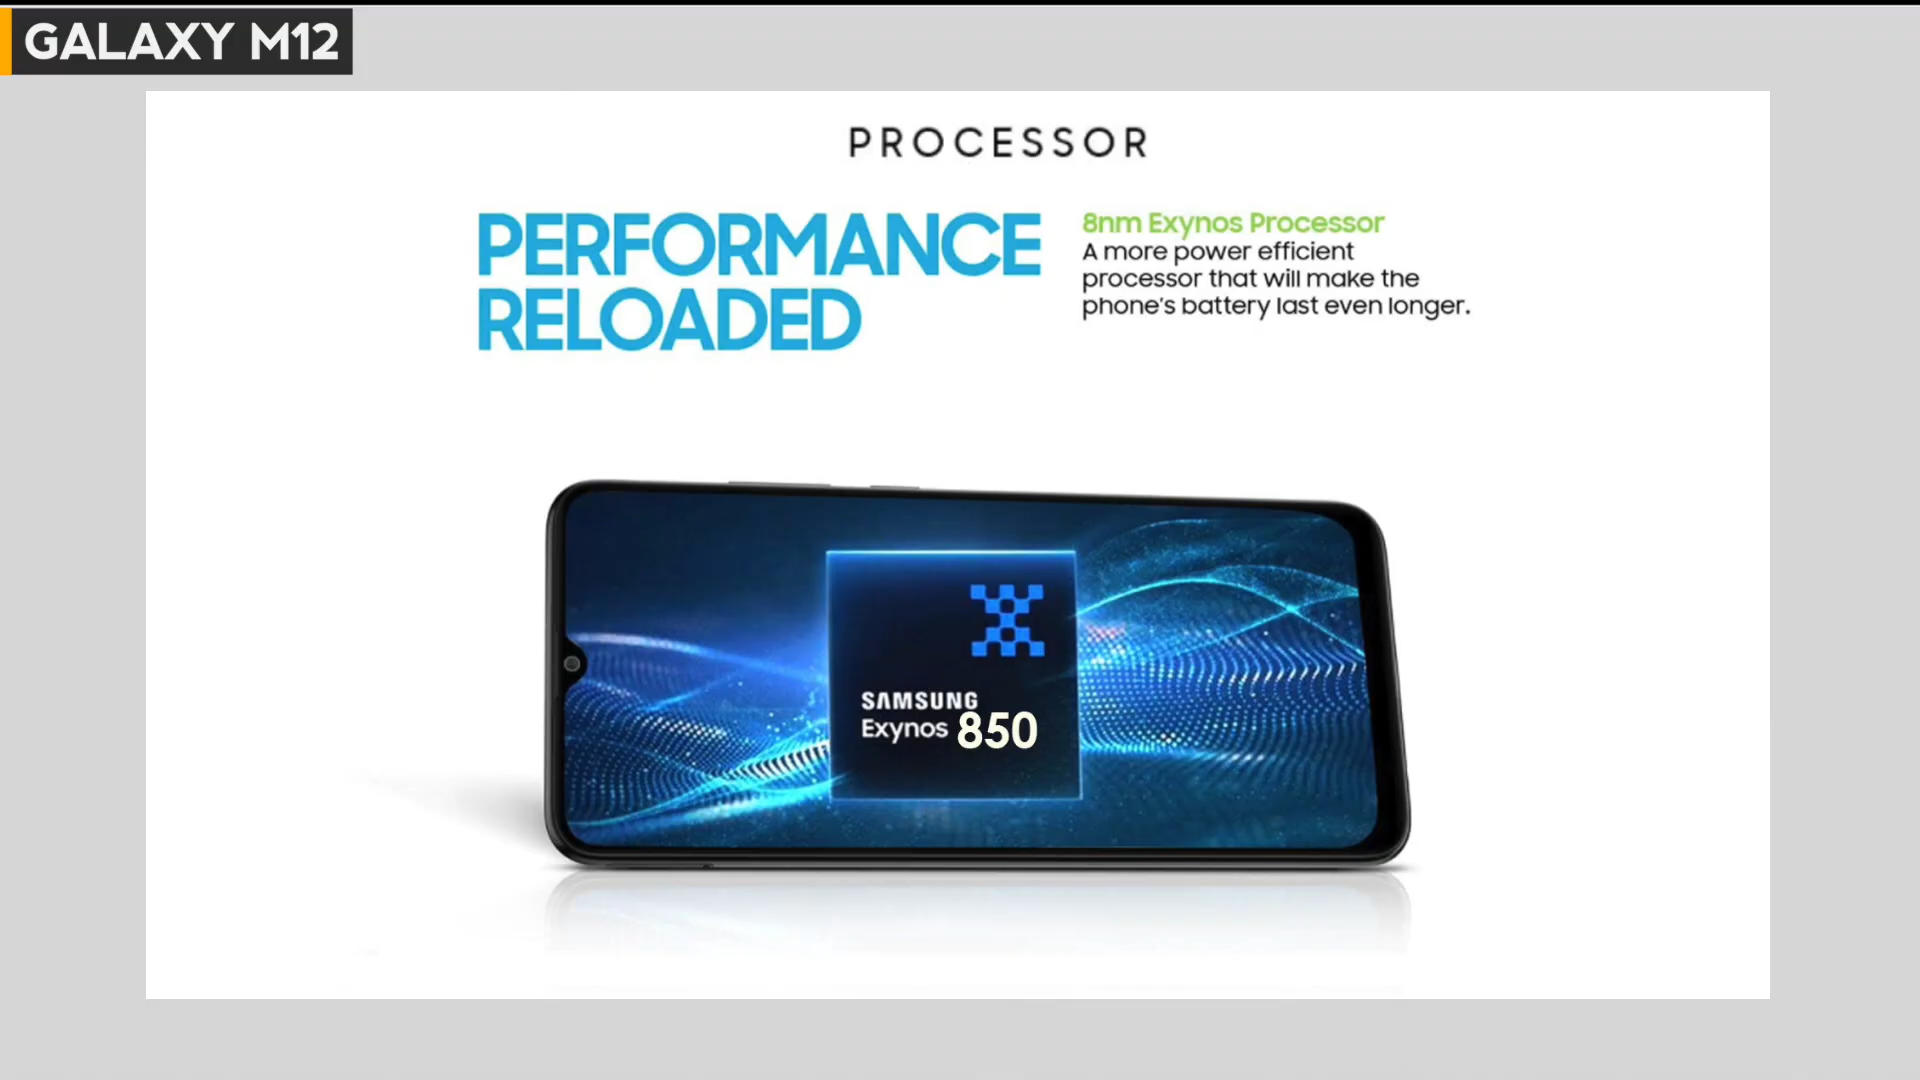 GALAXY M12
PROCESSOR
PERFORMANCE
RELOADED
8nm Exynos Processor
A more power efficient
processor that will make the
phone's battery last even longer.
SAMSUNG
Exynos 850